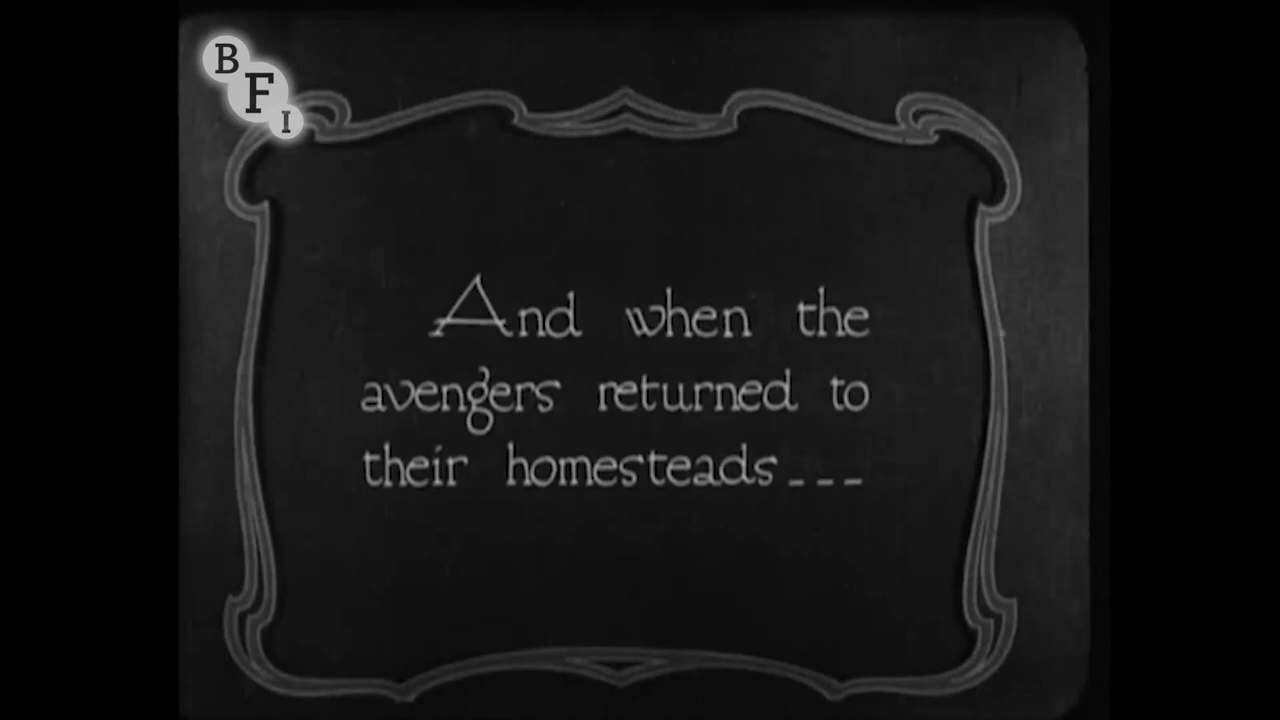 BFI
And when the
avengers returned to
their homesteads---